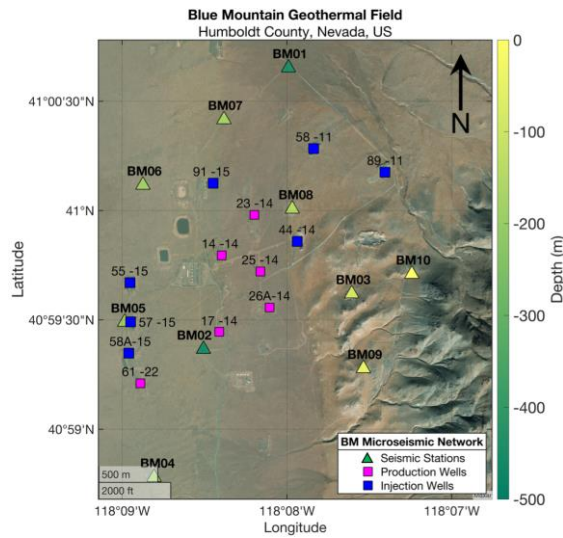 Blue Mountain Geothermal Field
Humboldt County, Nevada, US
BM01
41°00'30"N
BM07
58 -11
89 -11
BM06
91 -15
BM08
23 -14
41°N
44 -14
14 -14
25 -14
BM10
55 -15
BM03
26A-14
40°59'30"N
BM05
57 -15
17 -14
BM02
58A-15
BM09
61 -22
40°59'N
BM04
500 m
2000 ft
BM Microseismic Network
Seismic Stations
Production Wells
Injection Wells
N
118°09'W
118°08'W
118°07'W
Longitude
Latitude
0
-100
-200
-300
-400
-500
Depth (m)